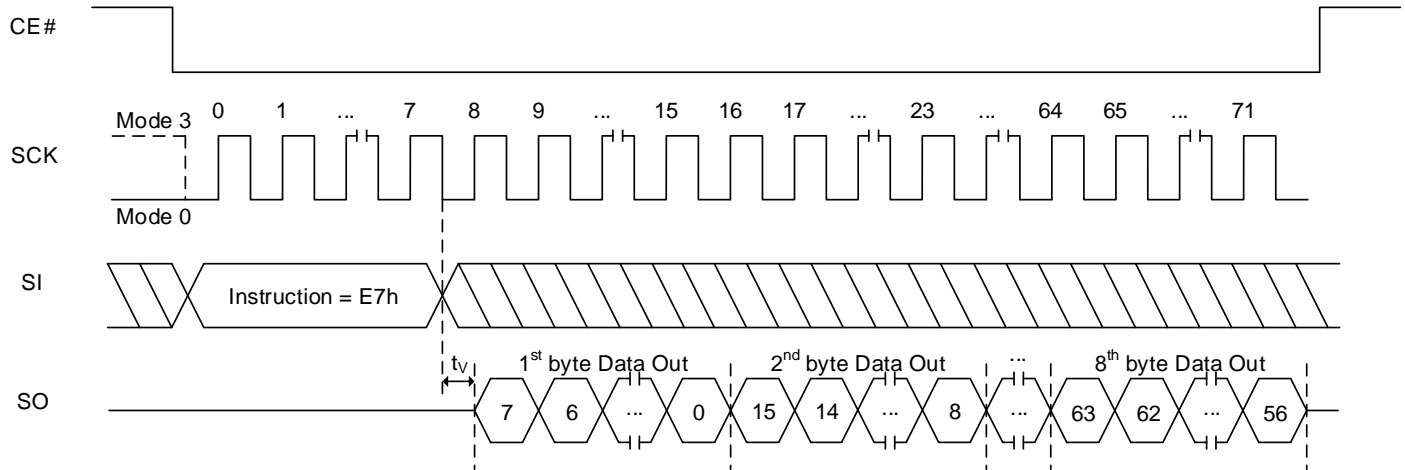 CE#
0 1 ... 7 8 9 ... 15 16 17 ... 23 ... 64 65 ... 71
Mode 3
SCK
Mode 0
SI
Instruction = E7h
tV 1st byte Data Out 2nd byte Data Out ... 8th byte Data Out
SO
7 6 ... 0 15 14 ... 8 ... 63 62 ... 56